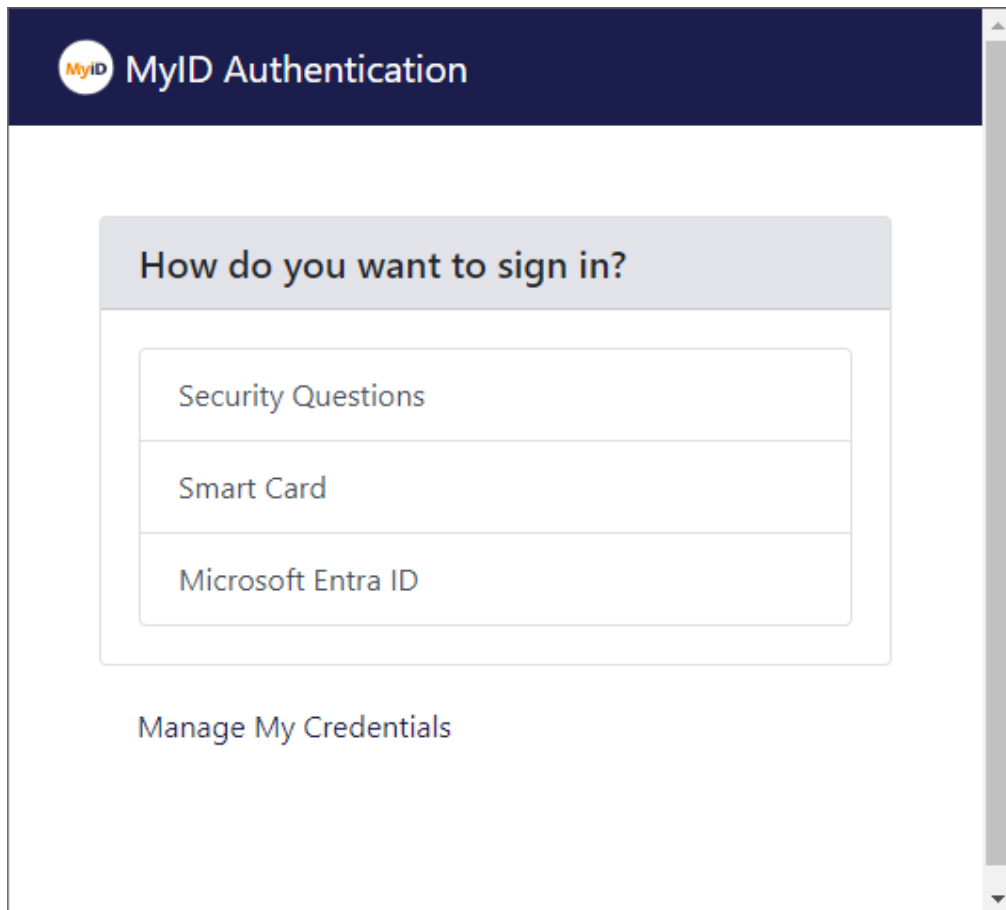 MyID MyID Authentication
How do you want to sign in?
Security Questions
Smart Card
Microsoft Entra ID
Manage My Credentials